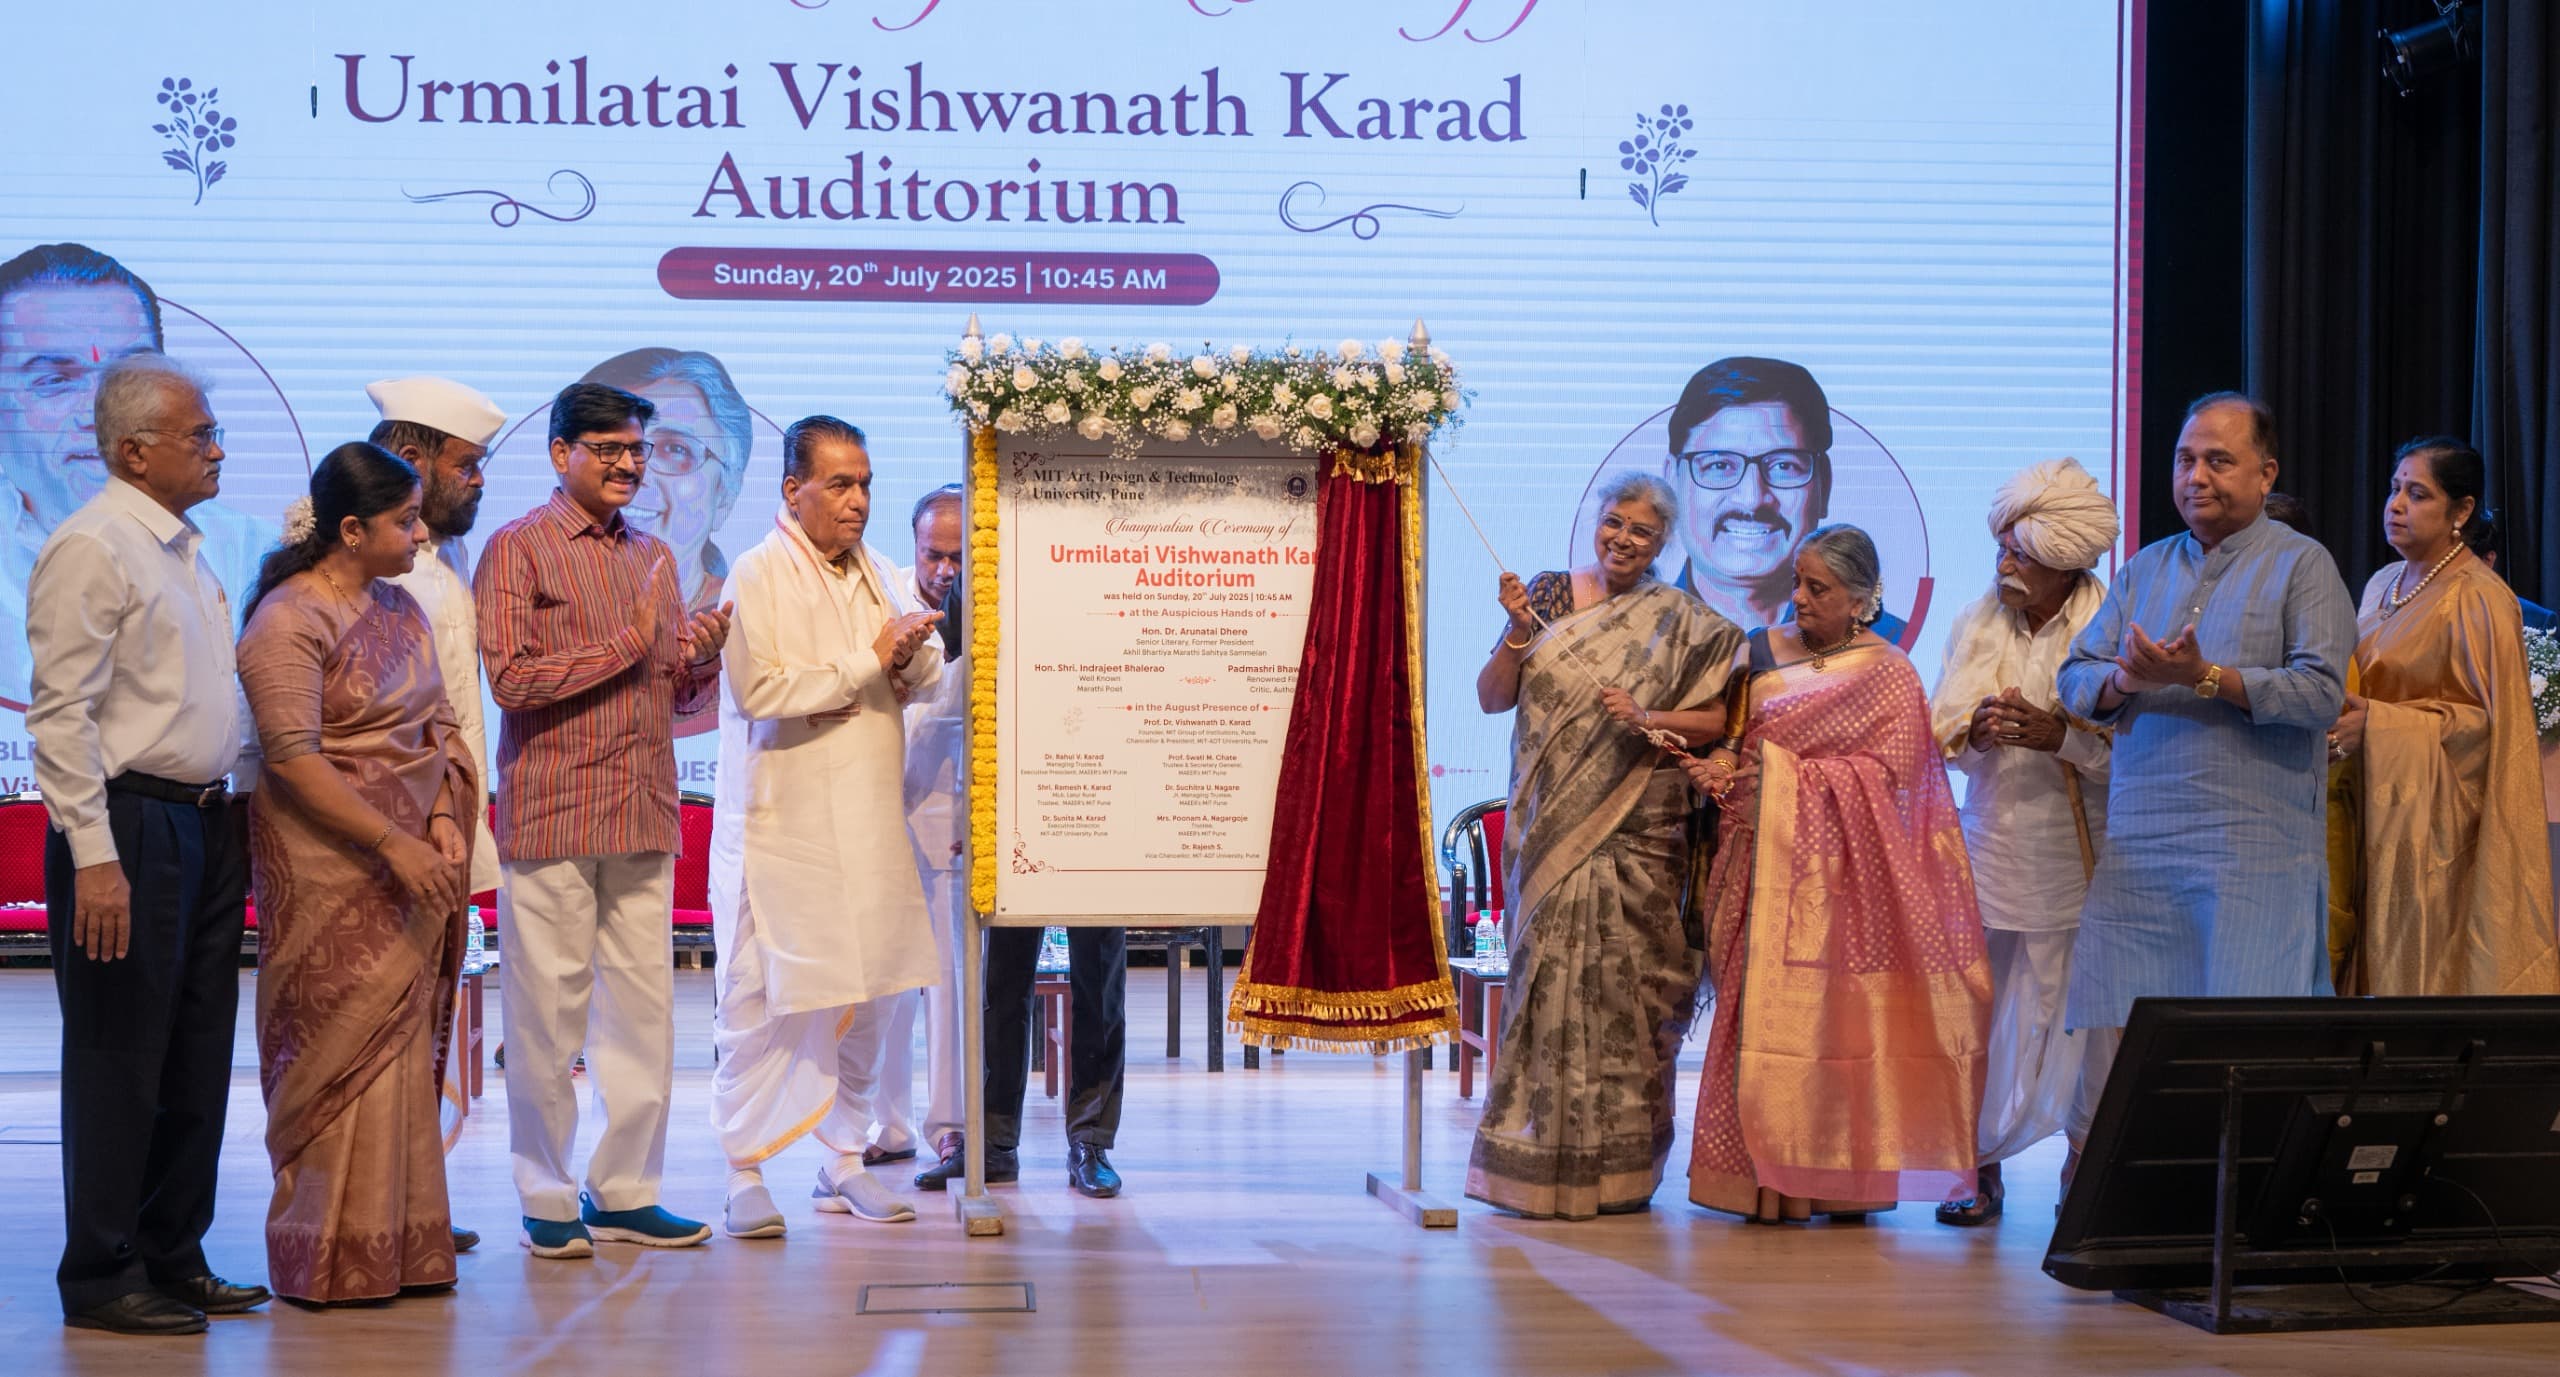 Urmilatai Vishwanath Karad
Auditorium
Sunday, 20th July 2025 | 10:45 AM
MIT Art, Design & Technology
University, Pune
Inauguration Ceremony of
Urmilatai Vishwanath Kar
Auditorium
was held on Sunday, 20th July 2025 | 10:45 AM
at the Auspicious Hands of
Hon. Dr. Arunatai Dhere
Senior Literary, Former President
Akhil Bhartiya Marathi Sahitya Sammelan
Hon. Shri. Indrajeet Bhalerao
Well Known
Marathi Poet
Padmashri Bhaw
Renowned Fil
Critic, Autho
in the August Presence of
Prof. Dr. Vishwanath D. Karad
Founder, MIT Group of Institutions, Pune
Chancellor & President, MIT-ADT University, Pune
Dr. Rahul V. Karad
Managing Trustee &
Executive President, MAEER's MIT Pune
Prof. Swati M. Chate
Trustee & Secretary General,
MAEER's MIT Pune
Shri. Ramesh K. Karad
MLA, Latur Rural
Trustee, MAEER's MIT Pune
Dr. Suchitra U. Nagare
Jt. Managing Trustee,
MAEER's MIT Pune
Dr. Sunita M. Karad
Executive Director,
MIT-ADT University, Pune
Mrs. Poonam A. Nagargoje
Trustee,
MAEER's MIT Pune
Dr. Rajesh S.
Vice Chancellor, MIT-ADT University, Pune